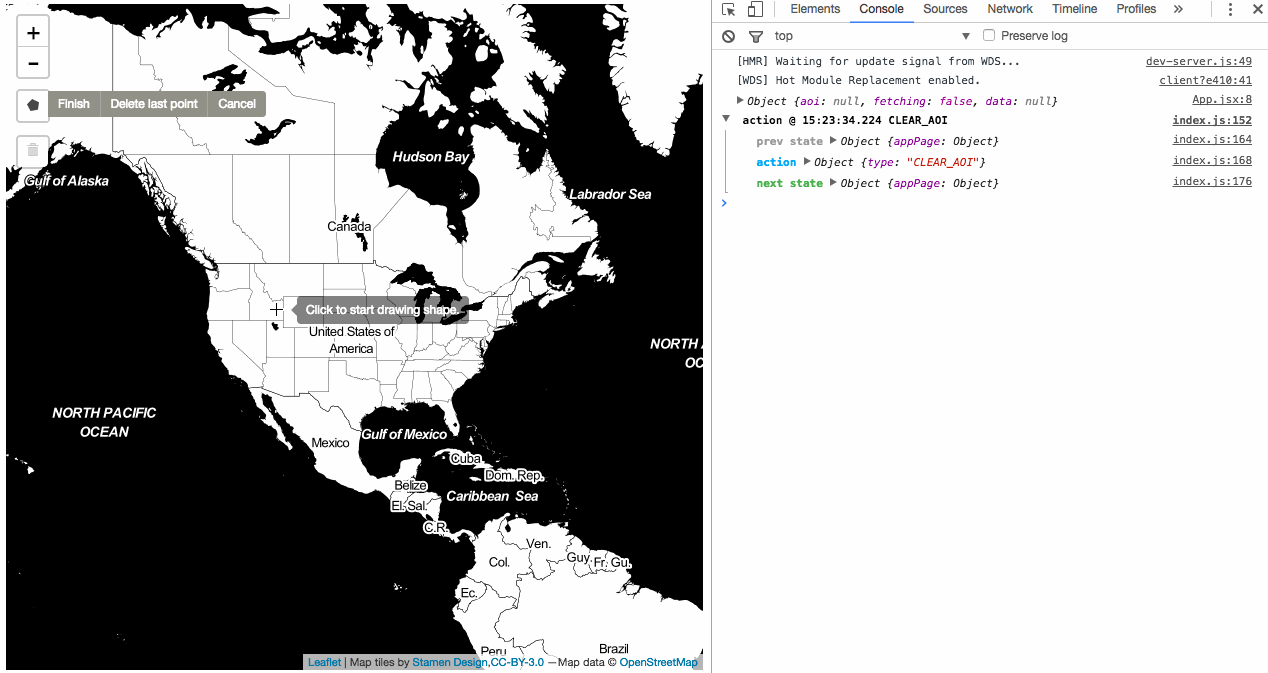 +
−
Finish Delete last point Cancel
Hudson Bay
Gulf of Alaska
Labrador Sea
Canada
Click to start drawing shape.
United States of
America
NORTH
OC
NORTH PACIFIC
OCEAN
Mexico
Gulf of Mexico
Cuba
Dom. Rep.
Belize
Caribbean Sea
El. Sal.
C.R.
Ven.
Col.
Guy.
Fr. Gu.
Ec.
Peru
Brazil
Leaflet | Map tiles by Stamen Design,CC-BY-3.0 —Map data © OpenStreetMap
Elements Console Sources Network Timeline Profiles »
top Preserve log
[HMR] Waiting for update signal from WDS... dev-server.js:49
[WDS] Hot Module Replacement enabled. client?e410:41
Object {aoi: null, fetching: false, data: null} App.jsx:8
action @ 15:23:34.224 CLEAR_AOI index.js:152
prev state Object {appPage: Object} index.js:164
action Object {type: "CLEAR_AOI"} index.js:168
next state Object {appPage: Object} index.js:176